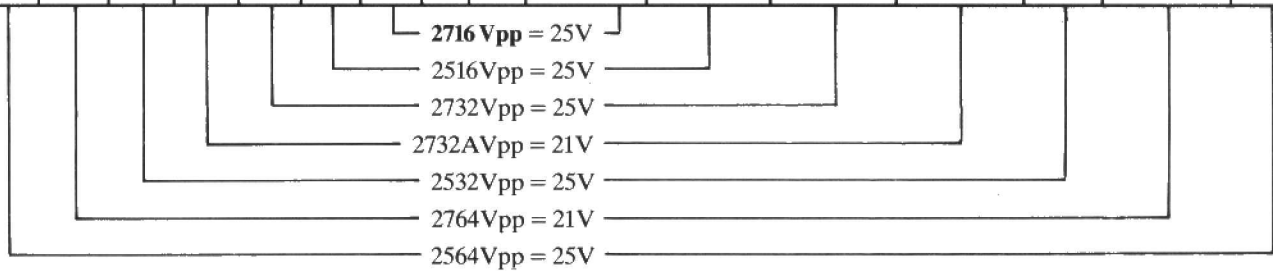 2716 Vpp = 25V
2516Vpp = 25V
2732Vpp = 25V
2732AVpp = 21V
2532Vpp = 25V
2764Vpp = 21V
2564Vpp = 25V